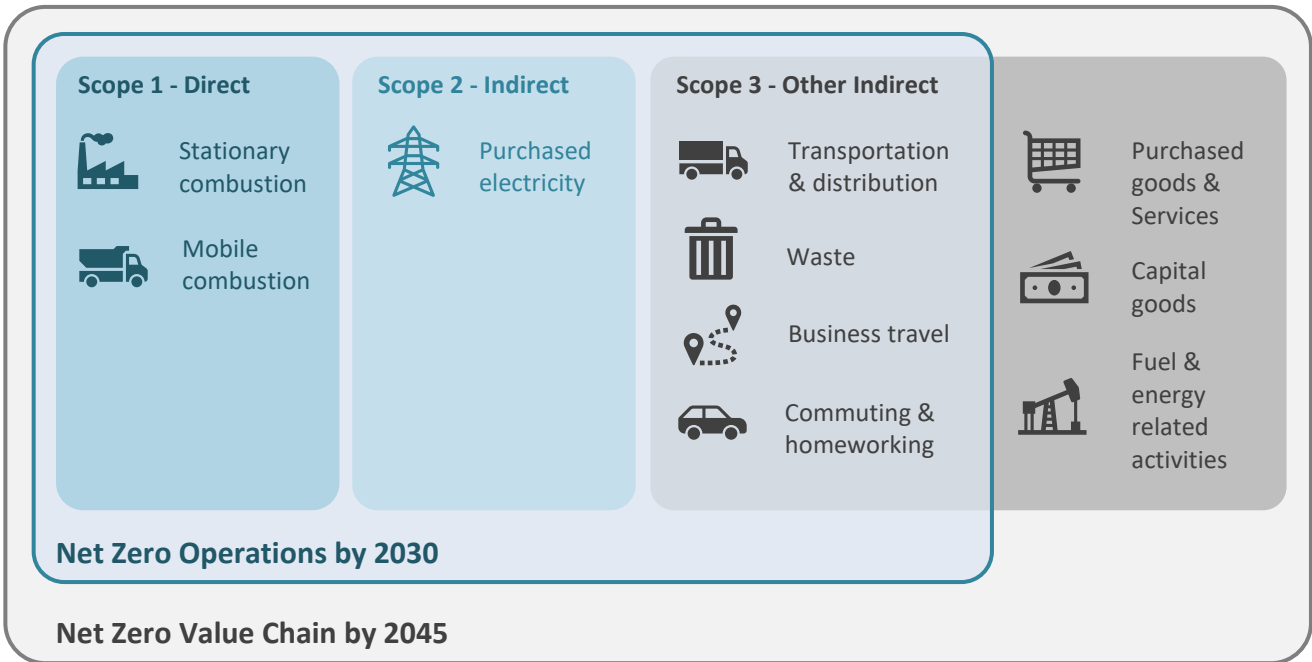 Scope 1 - Direct
Stationary
combustion
Mobile
combustion
Scope 2 - Indirect
Purchased
electricity
Scope 3 - Other Indirect
Transportation
& distribution
Waste
Business travel
Commuting &
homeworking
Purchased
goods &
Services
Capital
goods
Fuel &
energy
related
activities
Net Zero Operations by 2030
Net Zero Value Chain by 2045